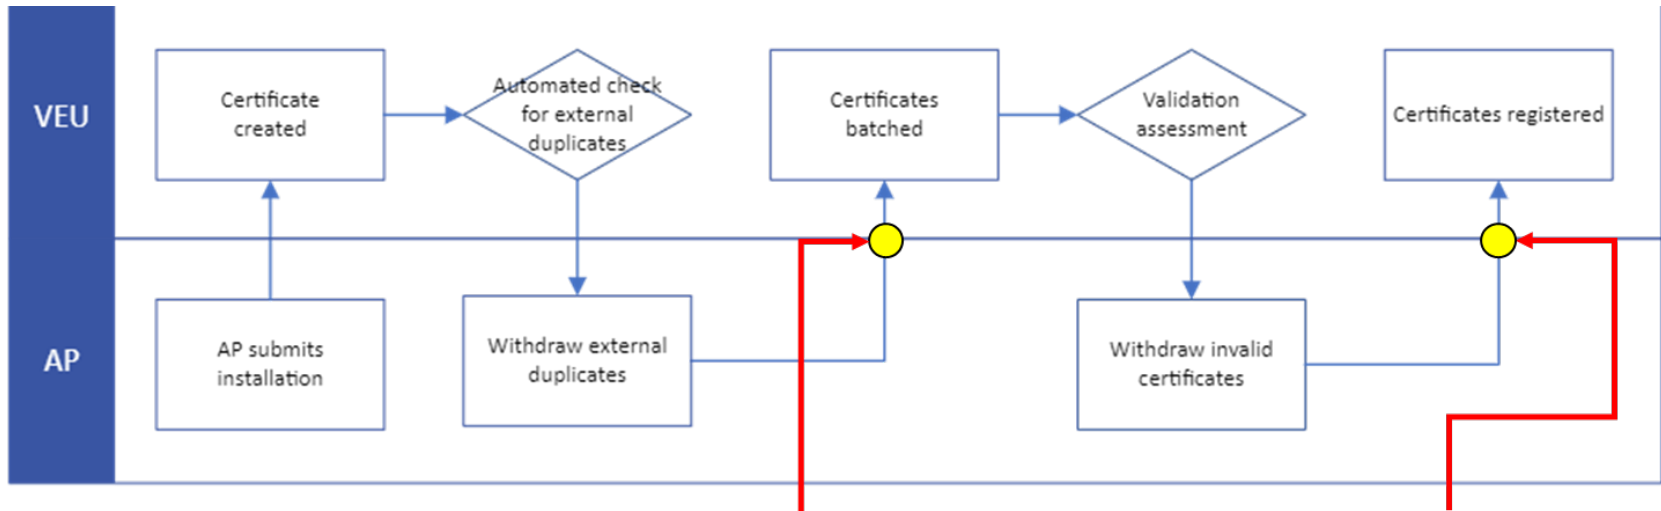 VEU
Certificate
created
Automated check
for external
duplicates
Certificates
batched
Validation
assessment
Certificates registered
AP
AP submits
installation
Withdraw external
duplicates
Withdraw invalid
certificates